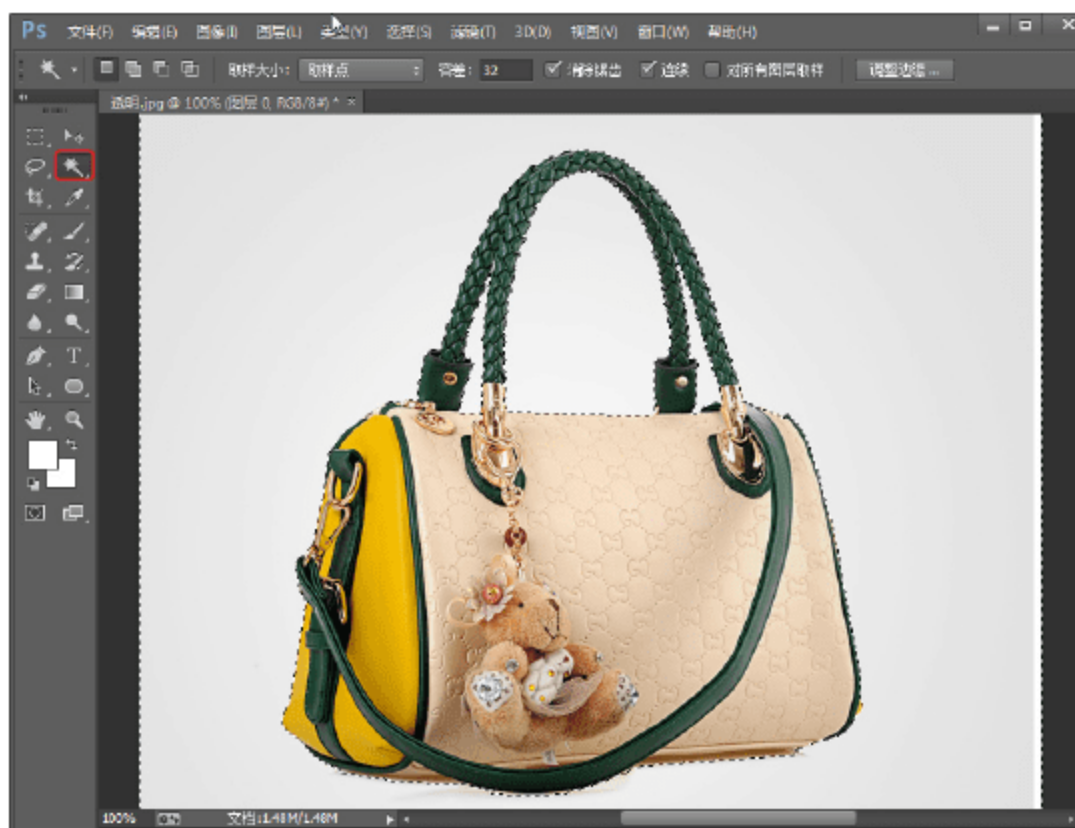 Ps 文件(F) 编辑(E) 图像(I) 图层(L) 类型(Y) 选择(S) 滤镜(T) 3D(D) 视图(V) 窗口(W) 帮助(H)
取样大小: 取样点 容差: 32 消除锯齿 连续 对所有图层取样 调整边缘...
透明.jpg @ 100% (图层 0, RGB/8#) * ×
T
100% 文档:1.48M/1.48M